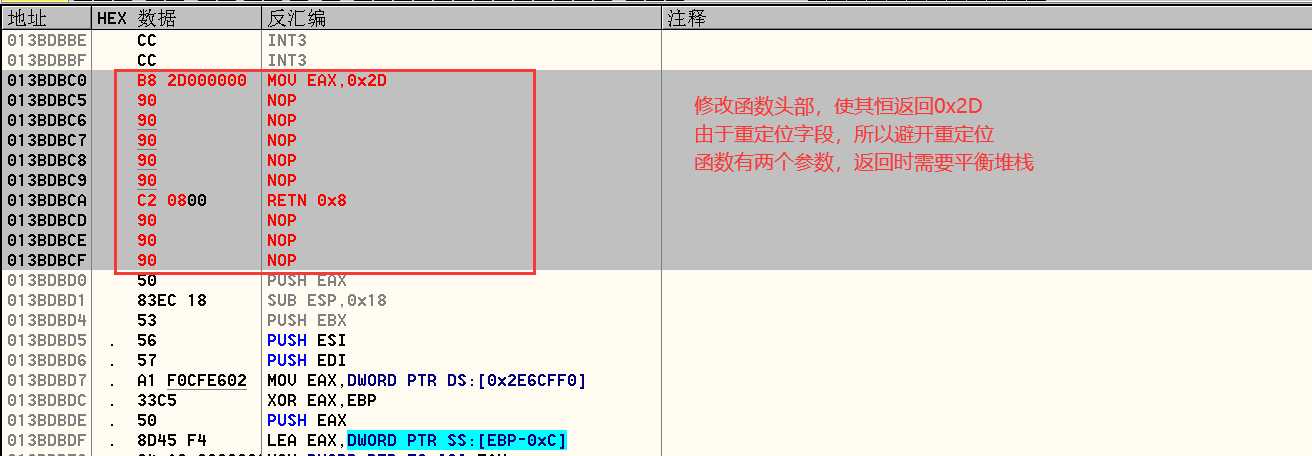 地址 HEX 数据 反汇编 注释
013BDBBE CC INT3
013BDBBF CC INT3
013BDBC0 B8 2D000000 MOV EAX,0x2D
013BDBC5 90 NOP
013BDBC6 90 NOP
013BDBC7 90 NOP
013BDBC8 90 NOP
013BDBC9 90 NOP
013BDBCA C2 0800 RETN 0x8
013BDBCD 90 NOP
013BDBCE 90 NOP
013BDBCF 90 NOP
013BDBD0 50 PUSH EAX
013BDBD1 83EC 18 SUB ESP,0x18
013BDBD4 53 PUSH EBX
013BDBD5 . 56 PUSH ESI
013BDBD6 . 57 PUSH EDI
013BDBD7 . A1 F0CFE602 MOV EAX,DWORD PTR DS:[0x2E6CFF0]
013BDBDC . 33C5 XOR EAX,EBP
013BDBDE . 50 PUSH EAX
013BDBDF . 8D45 F4 LEA EAX,DWORD PTR SS:[EBP-0xC]
修改函数头部，使其恒返回0x2D
由于重定位字段，所以避开重定位
函数有两个参数，返回时需要平衡堆栈